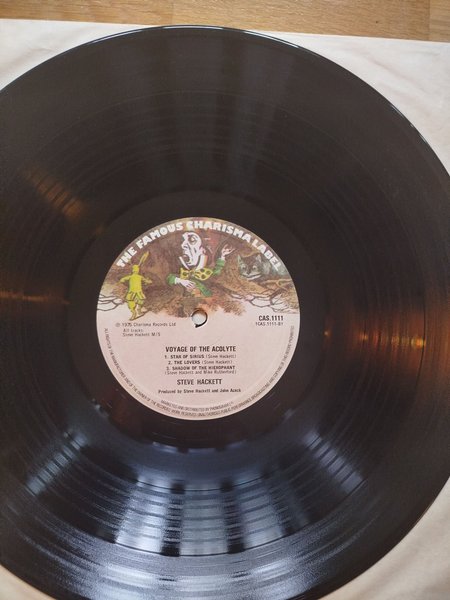 THE FAMOUS CHARISMA LABEL
CAS.1111
℗ 1975 Charisma Records Ltd
All tracks:
Steve Hackett M/S
VOYAGE OF THE ACOLYTE
1. STAR OF SIRIUS (Steve Hackett)
2. THE LOVERS (Steve Hackett)
3. SHADOW OF THE HIEROPHANT
(Steve Hackett and Mike Rutherford)
STEVE HACKETT
Produced by Steve Hackett and John Acock